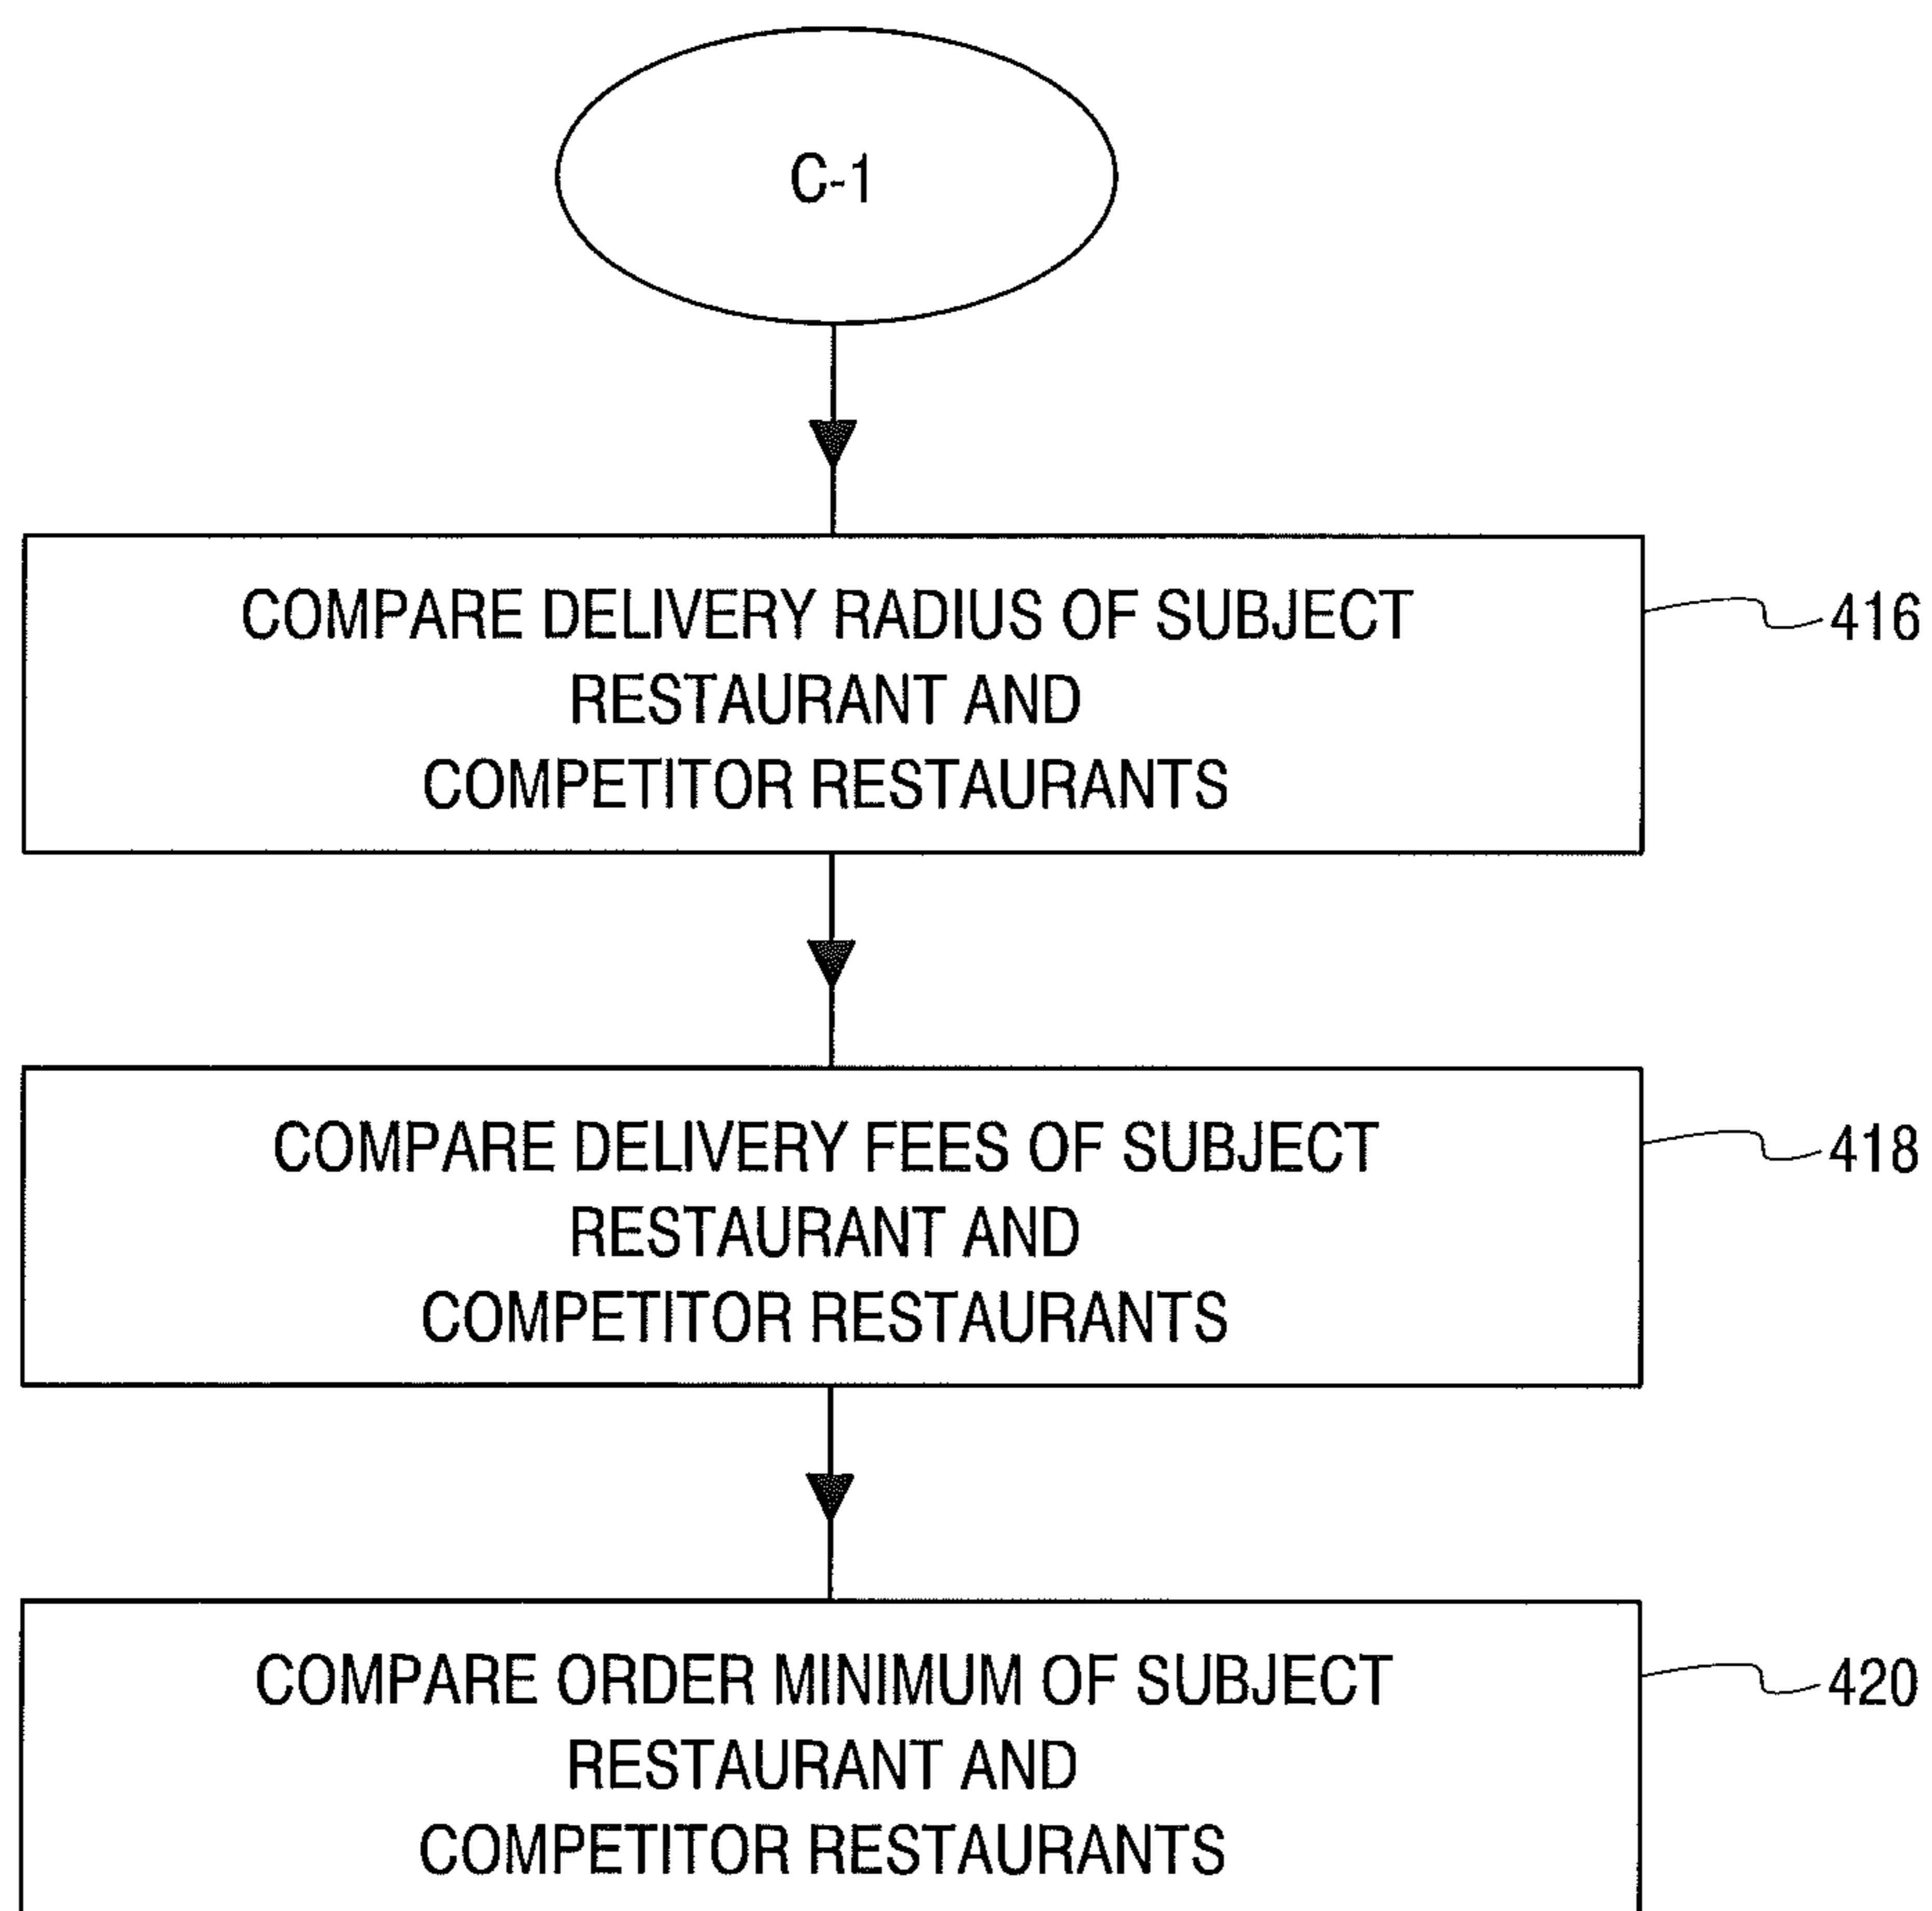 C-1
COMPARE DELIVERY RADIUS OF SUBJECT
RESTAURANT AND
COMPETITOR RESTAURANTS
416
COMPARE DELIVERY FEES OF SUBJECT
RESTAURANT AND
COMPETITOR RESTAURANTS
418
COMPARE ORDER MINIMUM OF SUBJECT
RESTAURANT AND
COMPETITOR RESTAURANTS
420